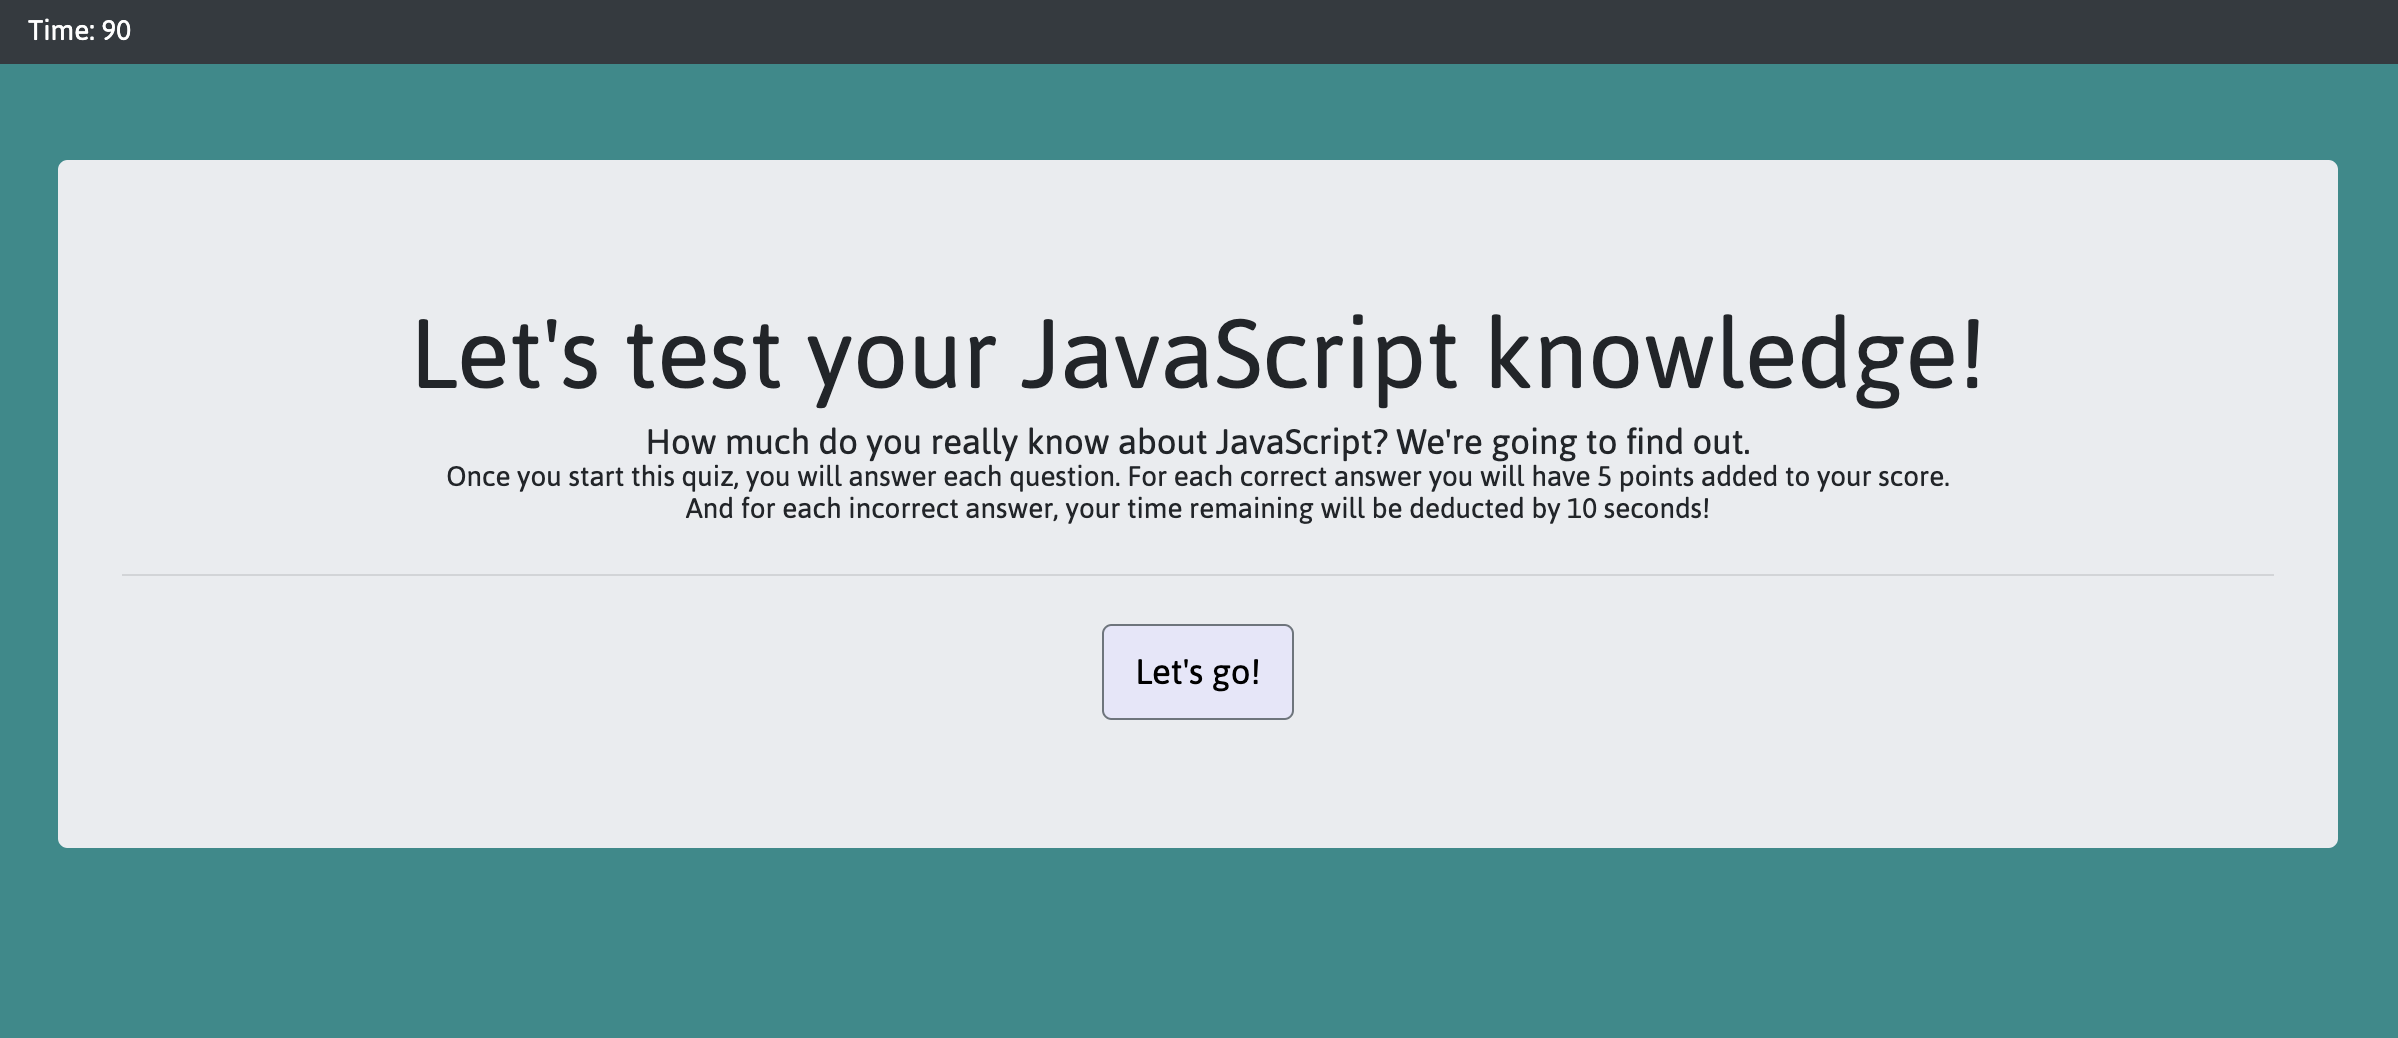 Time: 90
Let's test your JavaScript knowledge!
How much do you really know about JavaScript? We're going to find out.
Once you start this quiz, you will answer each question. For each correct answer you will have 5 points added to your score.
And for each incorrect answer, your time remaining will be deducted by 10 seconds!
Let's go!